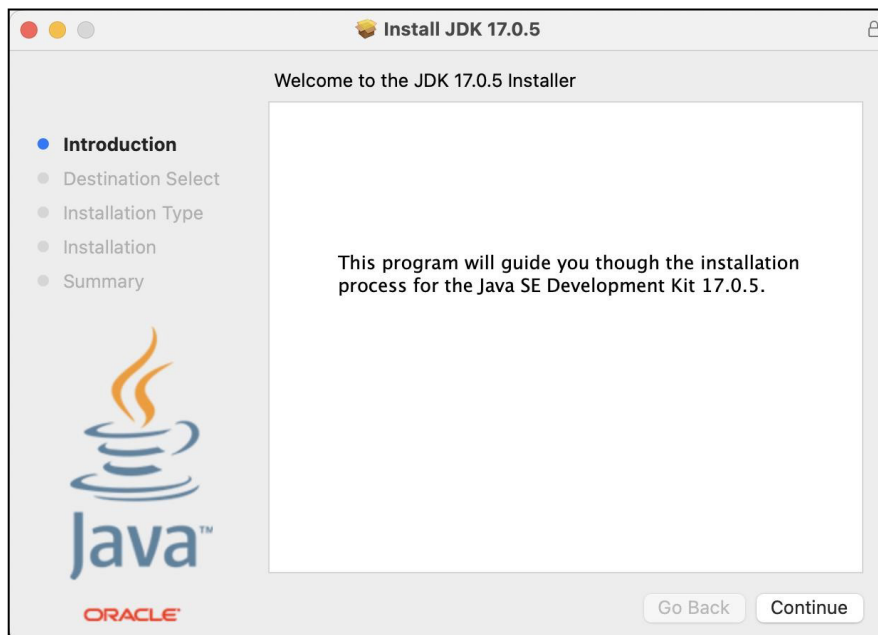 Install JDK 17.0.5
Welcome to the JDK 17.0.5 Installer
Introduction
Destination Select
Installation Type
Installation
Summary
This program will guide you though the installation
process for the Java SE Development Kit 17.0.5.
Java™
ORACLE®
Go Back
Continue